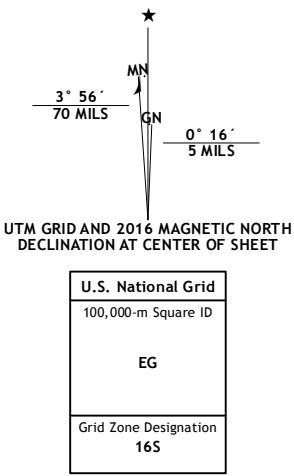 ★
MN
3° 56´
70 MILS
GN
0° 16´
5 MILS
UTM GRID AND 2016 MAGNETIC NORTH
DECLINATION AT CENTER OF SHEET
U.S. National Grid
100,000-m Square ID
EG
Grid Zone Designation
16S